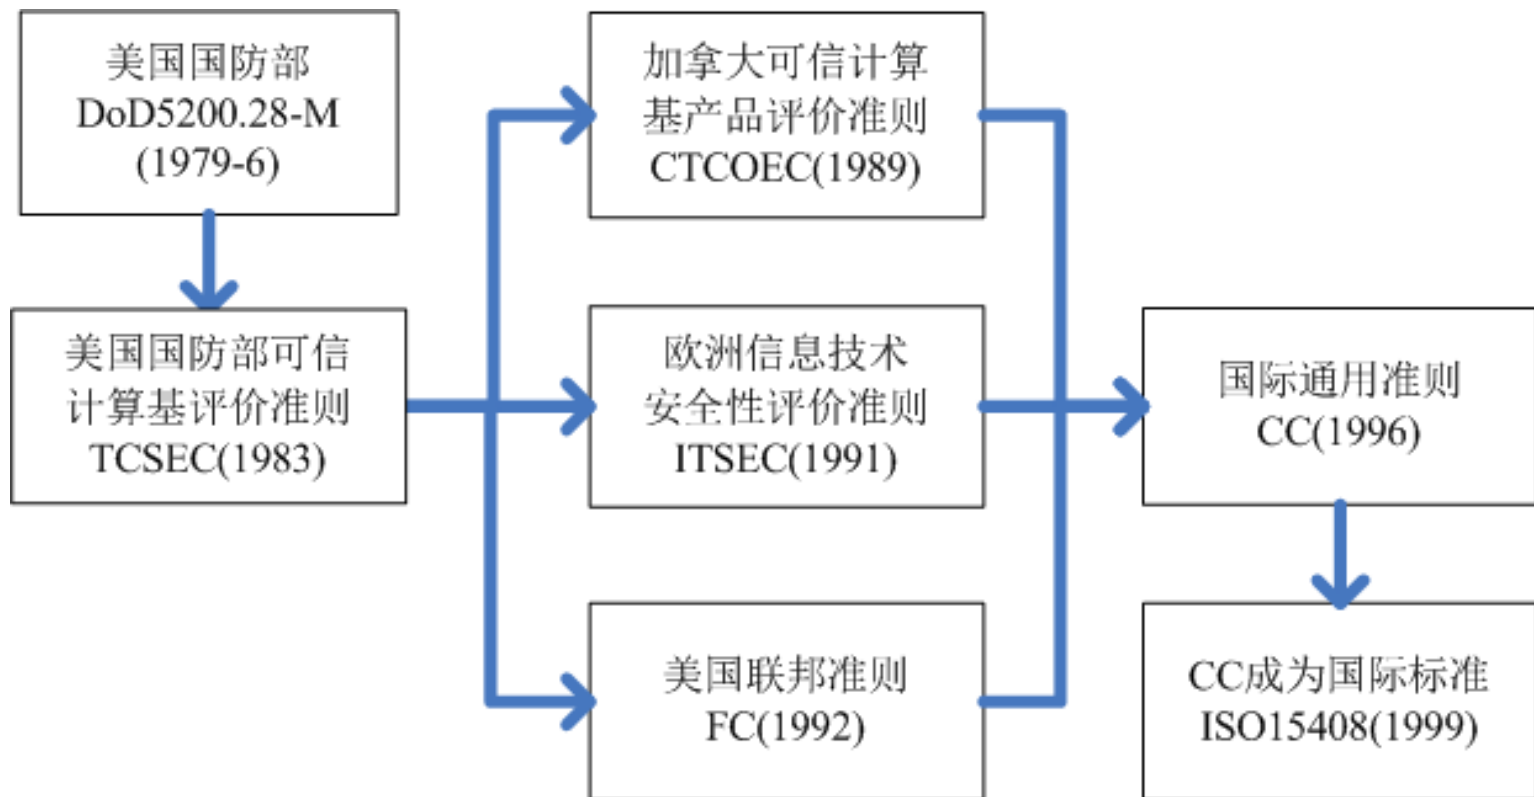 美国国防部
DoD5200.28-M
(1979-6)
美国国防部可信
计算基评价准则
TCSEC(1983)
加拿大可信计算
基产品评价准则
CTCOEC(1989)
欧洲信息技术
安全性评价准则
ITSEC(1991)
美国联邦准则
FC(1992)
国际通用准则
CC(1996)
CC成为国际标准
ISO15408(1999)